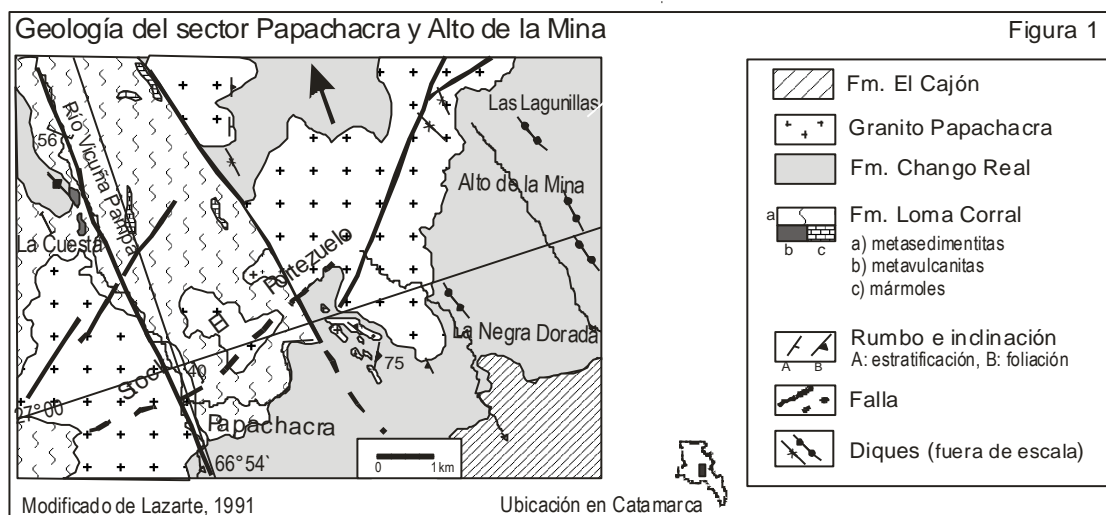 Geología del sector Papachacra y Alto de la Mina
Figura 1
Río Vicuña Pampa
56
La Cuesta
Las Lagunillas
Alto de la Mina
El Portezuelo
La Negra Dorada
75
40
Soc
27°00
Papachacra
66°54`
0 1km
Modificado de Lazarte, 1991
Ubicación en Catamarca
Fm. El Cajón
Granito Papachacra
Fm. Chango Real
Fm. Loma Corral
a
b c
a) metasedimentitas
b) metavulcanitas
c) mármoles
Rumbo e inclinación
A B
A: estratificación, B: foliación
Falla
Diques (fuera de escala)